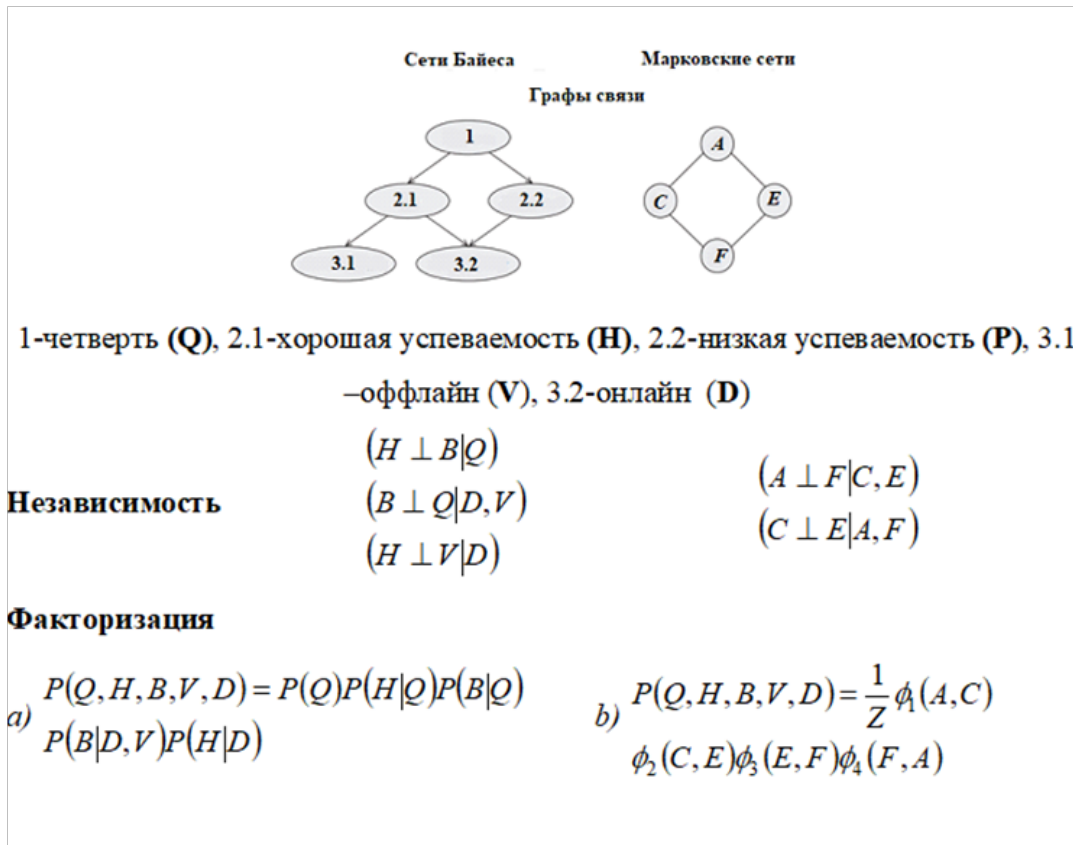 Сети Байеса Марковские сети
Графы связи
1
A
2.1 2.2
C E
3.1 3.2
F
1-четверть (Q), 2.1-хорошая успеваемость (H), 2.2-низкая успеваемость (P), 3.1
–оффлайн (V), 3.2-онлайн (D)
(H ⊥ B|Q)
(B ⊥ Q|D,V)
(H ⊥ V|D)
Независимость
(A ⊥ F|C, E)
(C ⊥ E|A, F)
Факторизация
a) P(Q, H, B, V, D) = P(Q)P(H|Q)P(B|Q)
P(B|D,V)P(H|D)
b) P(Q, H, B, V, D) = 1/Z ϕ₁(A, C)
ϕ₂(C, E)ϕ₃(E, F)ϕ₄(F, A)